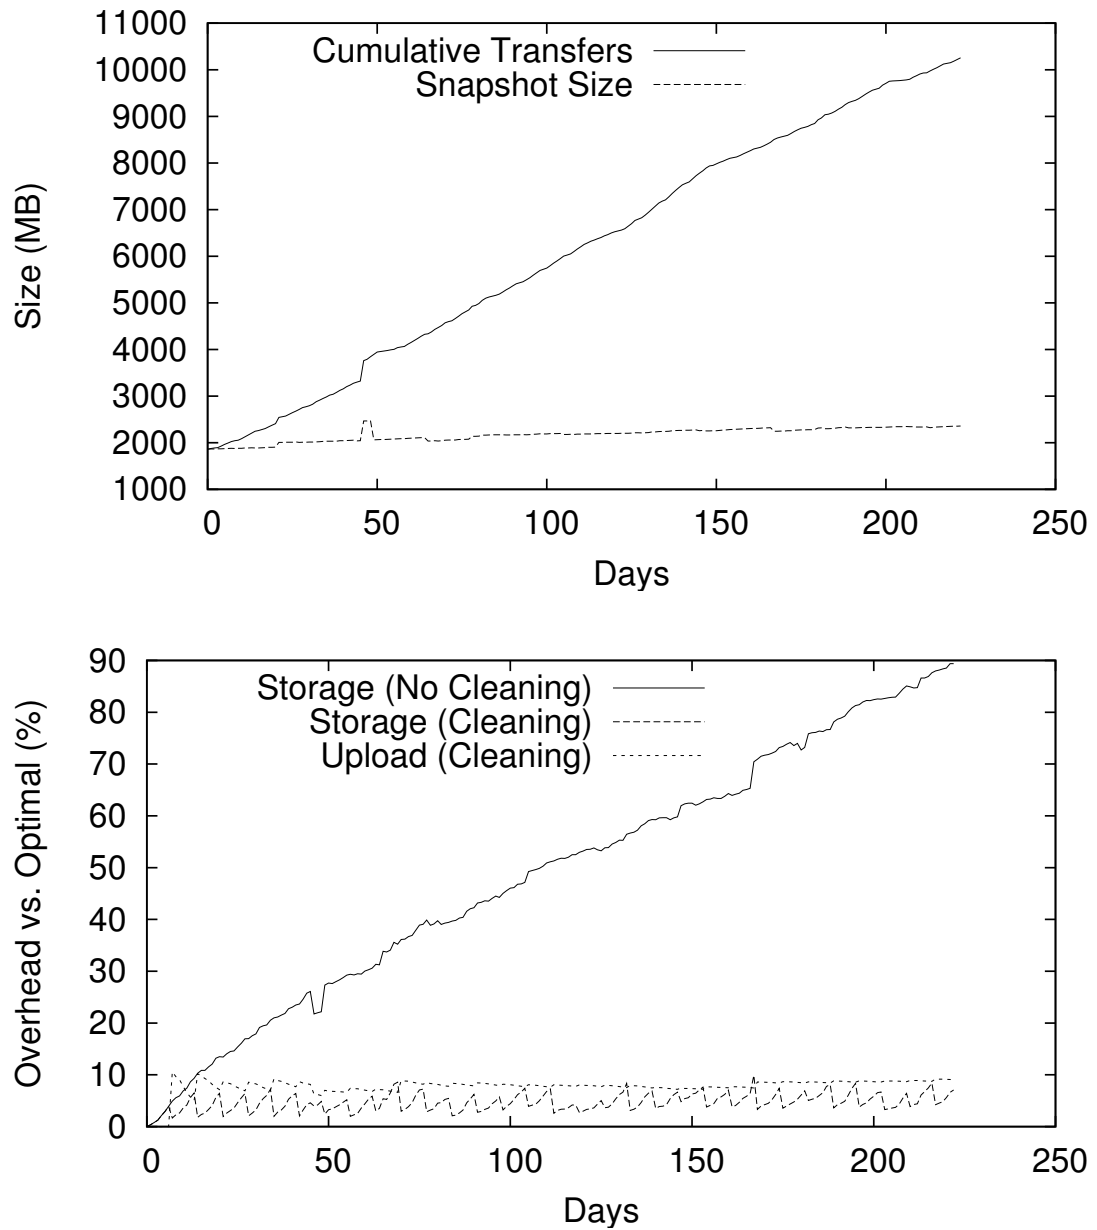 11000
10000
9000
8000
7000
6000
5000
4000
3000
2000
1000
Size (MB)
Cumulative Transfers
Snapshot Size
0 50 100 150 200 250
Days
90
80
70
60
50
40
30
20
10
0
Overhead vs. Optimal (%)
Storage (No Cleaning)
Storage (Cleaning)
Upload (Cleaning)
0 50 100 150 200 250
Days